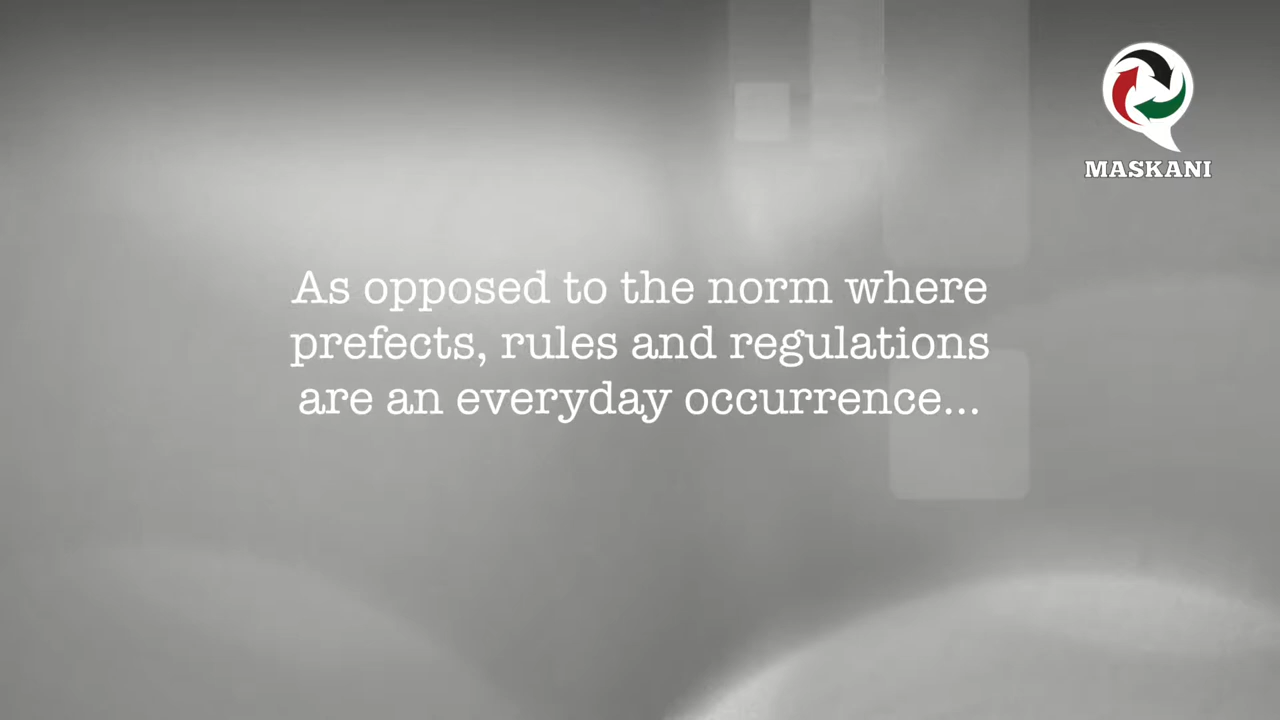 MASKANI
As opposed to the norm where
prefects, rules and regulations
are an everyday occurrence...